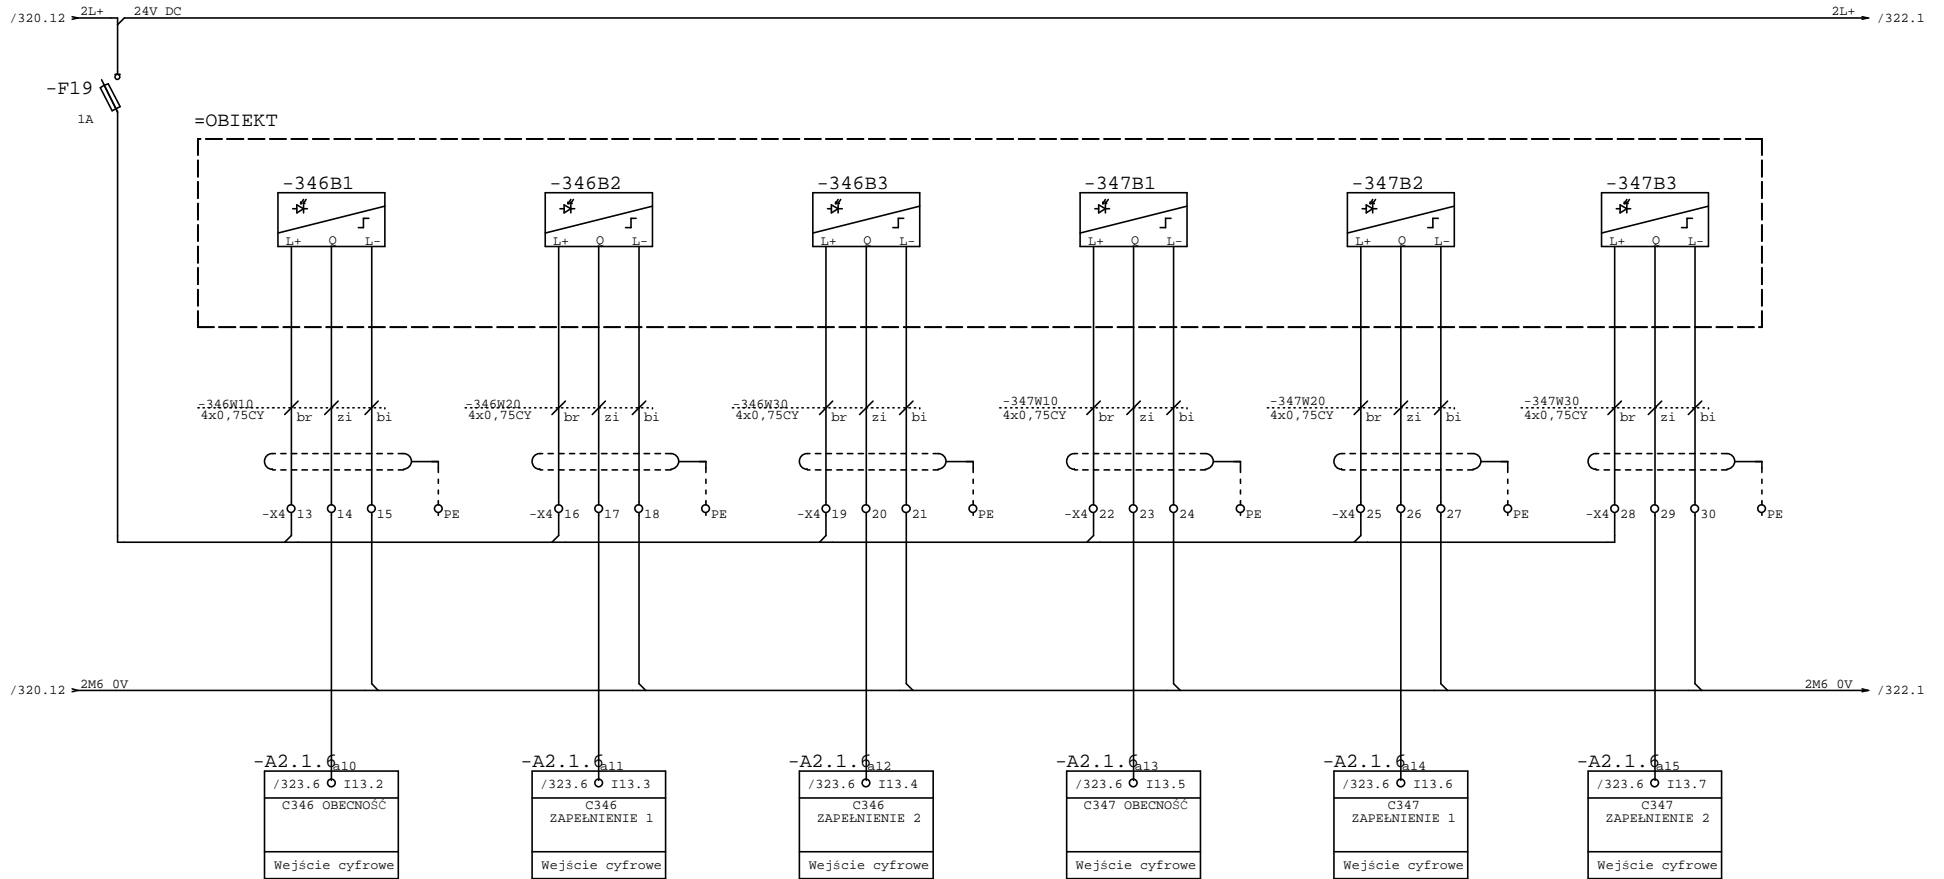 /320.12 2L+ 24V DC 2L+ /322.1
-F19
1A
=OBIEKT
-346B1 -346B2 -346B3 -347B1 -347B2 -347B3
L+ Q L- L+ Q L- L+ Q L- L+ Q L- L+ Q L- L+ Q L-
-346W10 -346W20 -346W30 -347W10 -347W20 -347W30
4x0,75CY br zi bi 4x0,75CY br zi bi 4x0,75CY br zi bi 4x0,75CY br zi bi 4x0,75CY br zi bi 4x0,75CY br zi bi
-X4 13 14 15 PE -X4 16 17 18 PE -X4 19 20 21 PE -X4 22 23 24 PE -X4 25 26 27 PE -X4 28 29 30 PE
/320.12 2M6 0V 2M6 0V /322.1
-A2.1.6 a10 -A2.1.6 a11 -A2.1.6 a12 -A2.1.6 a13 -A2.1.6 a14 -A2.1.6 a15
/323.6 I13.2 /323.6 I13.3 /323.6 I13.4 /323.6 I13.5 /323.6 I13.6 /323.6 I13.7
C346 OBECNOŚĆ C346 C346 C347 OBECNOŚĆ C347 C347
ZAPEŁNIENIE 1 ZAPEŁNIENIE 2 ZAPEŁNIENIE 1 ZAPEŁNIENIE 2
Wejście cyfrowe Wejście cyfrowe Wejście cyfrowe Wejście cyfrowe Wejście cyfrowe Wejście cyfrowe